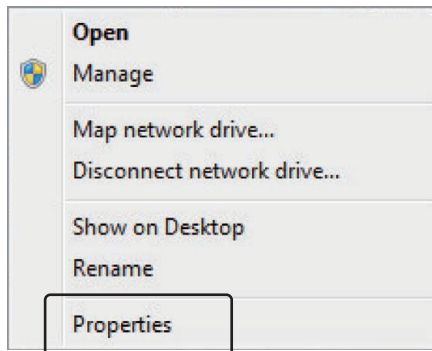 Open
Manage
Map network drive...
Disconnect network drive...
Show on Desktop
Rename
Properties